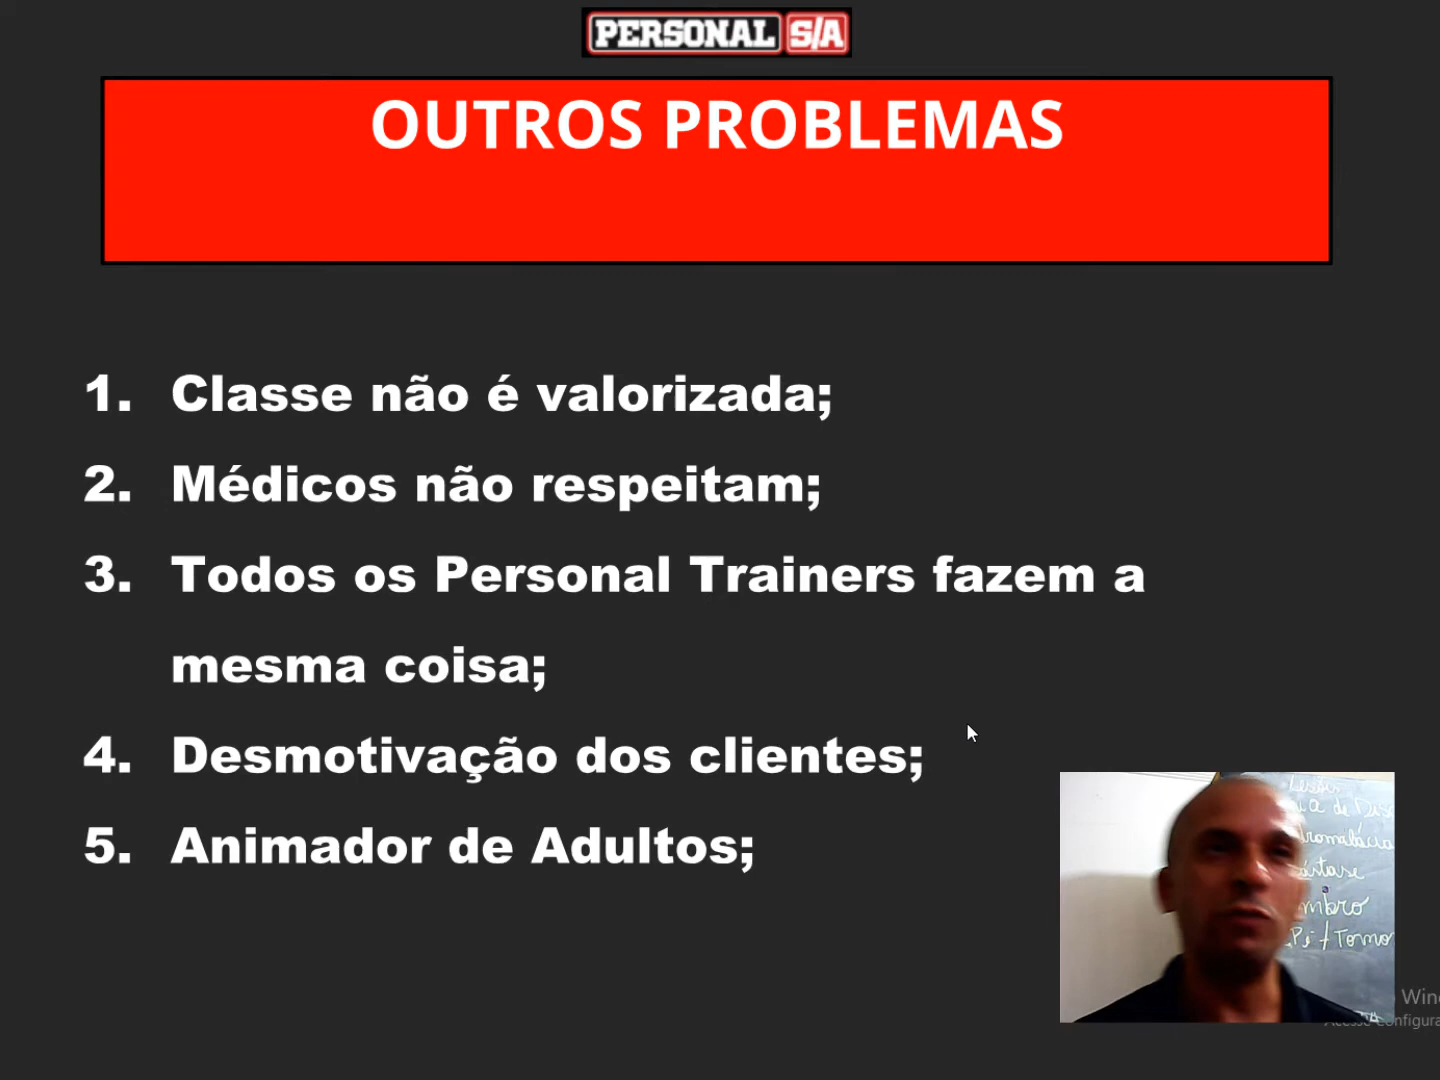 PERSONAL S/A
OUTROS PROBLEMAS
1. Classe não é valorizada;
2. Médicos não respeitam;
3. Todos os Personal Trainers fazem a
mesma coisa;
4. Desmotivação dos clientes;
5. Animador de Adultos;
de